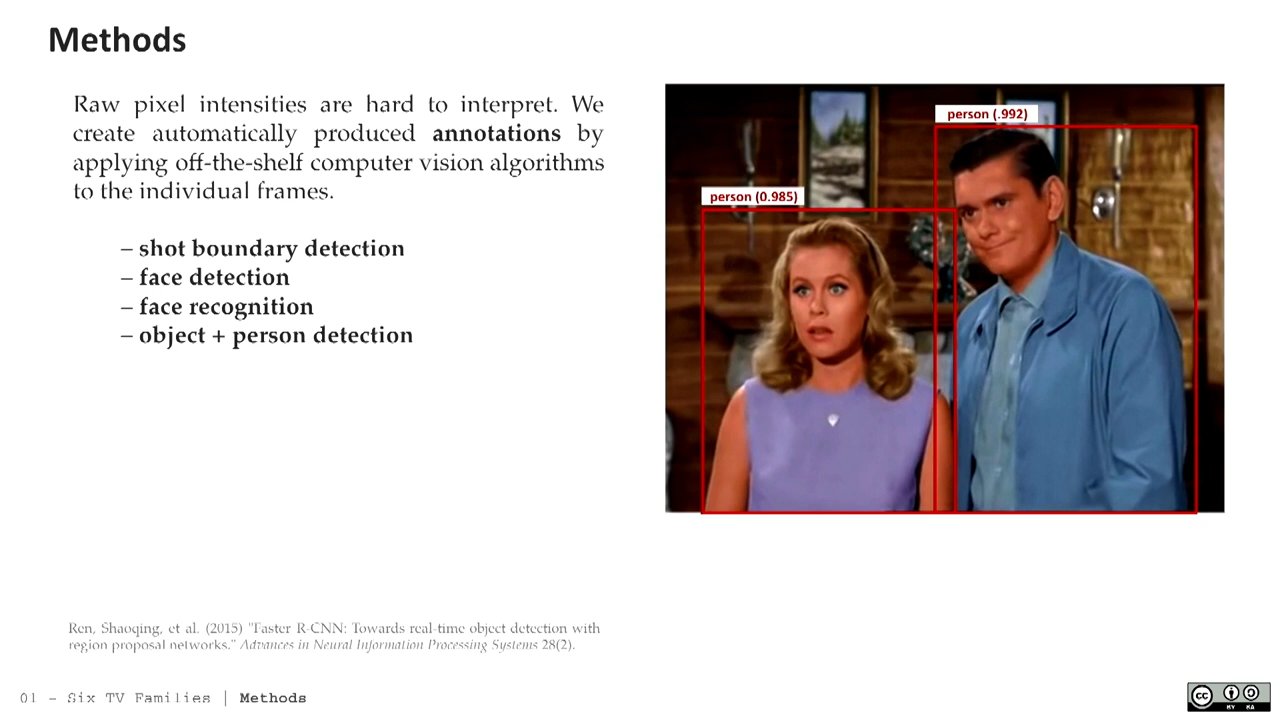 Methods
Raw pixel intensities are hard to interpret. We
create automatically produced annotations by
applying off-the-shelf computer vision algorithms
to the individual frames.
– shot boundary detection
– face detection
– face recognition
– object + person detection
person (0.985)
person (.992)
Ren, Shaoqing, et al. (2015) "Faster R-CNN: Towards real-time object detection with
region proposal networks." Advances in Neural Information Processing Systems 28(2).
01 – Six TV Families | Methods
cc